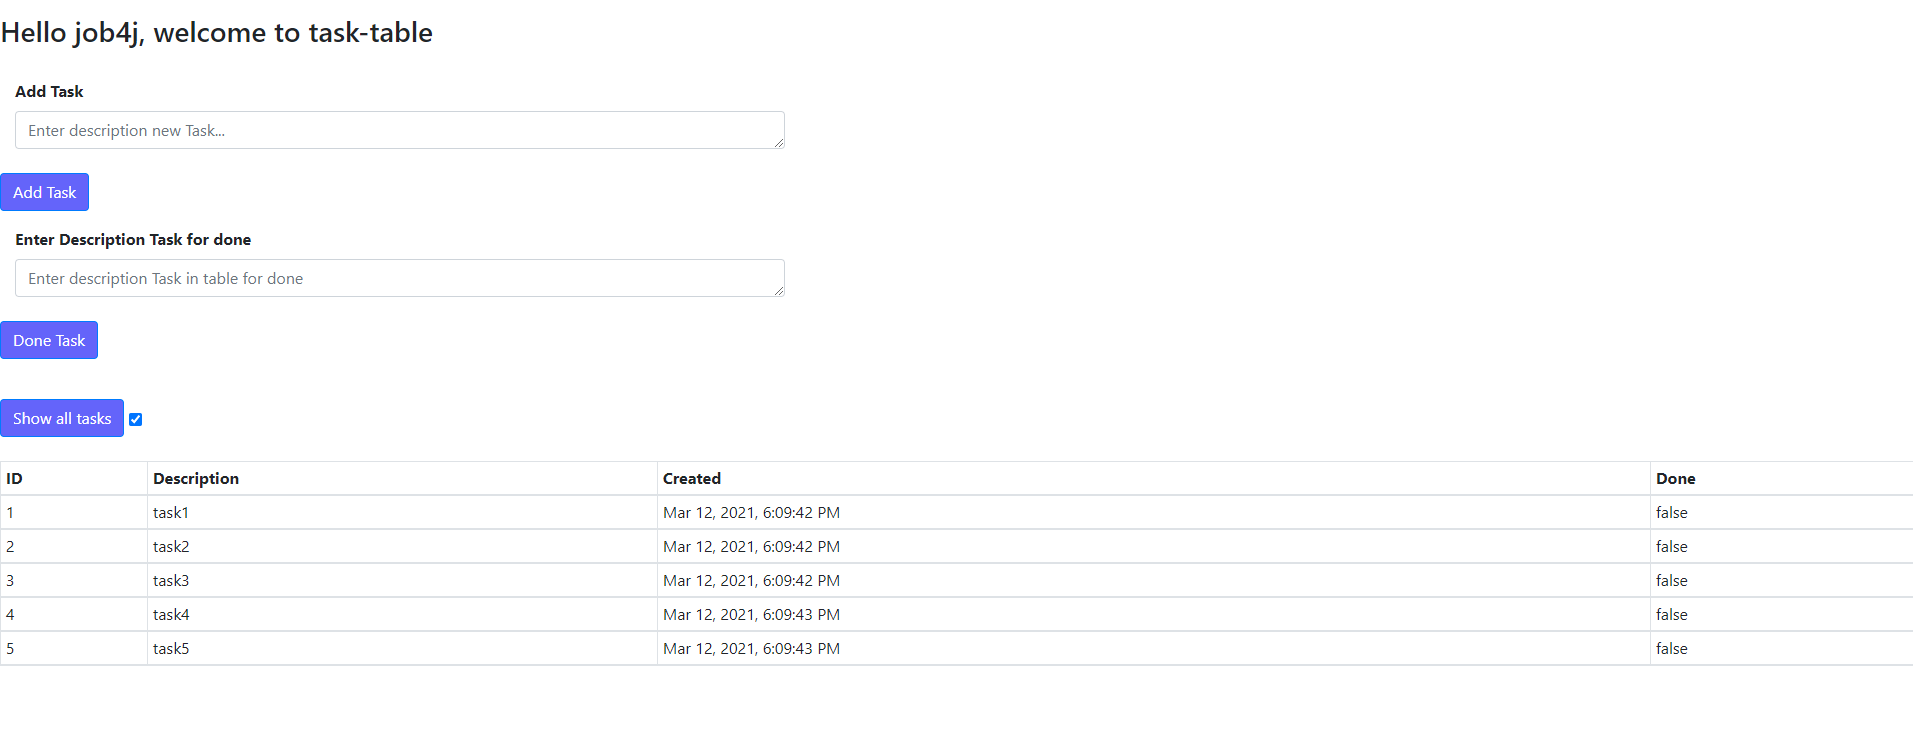 Hello job4j, welcome to task-table
Add Task
Enter description new Task...
Add Task
Enter Description Task for done
Enter description Task in table for done
Done Task
Show all tasks
ID Description Created Done
1 task1 Mar 12, 2021, 6:09:42 PM false
2 task2 Mar 12, 2021, 6:09:42 PM false
3 task3 Mar 12, 2021, 6:09:42 PM false
4 task4 Mar 12, 2021, 6:09:43 PM false
5 task5 Mar 12, 2021, 6:09:43 PM false